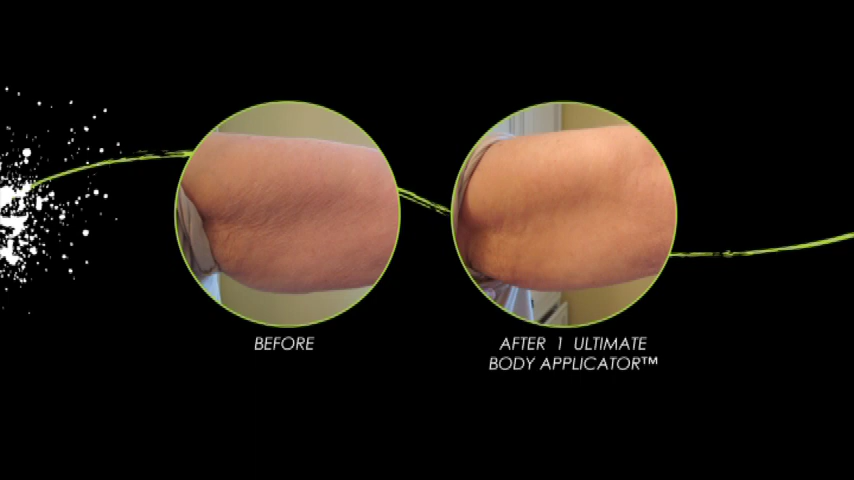 BEFORE
AFTER 1 ULTIMATE
BODY APPLICATOR™